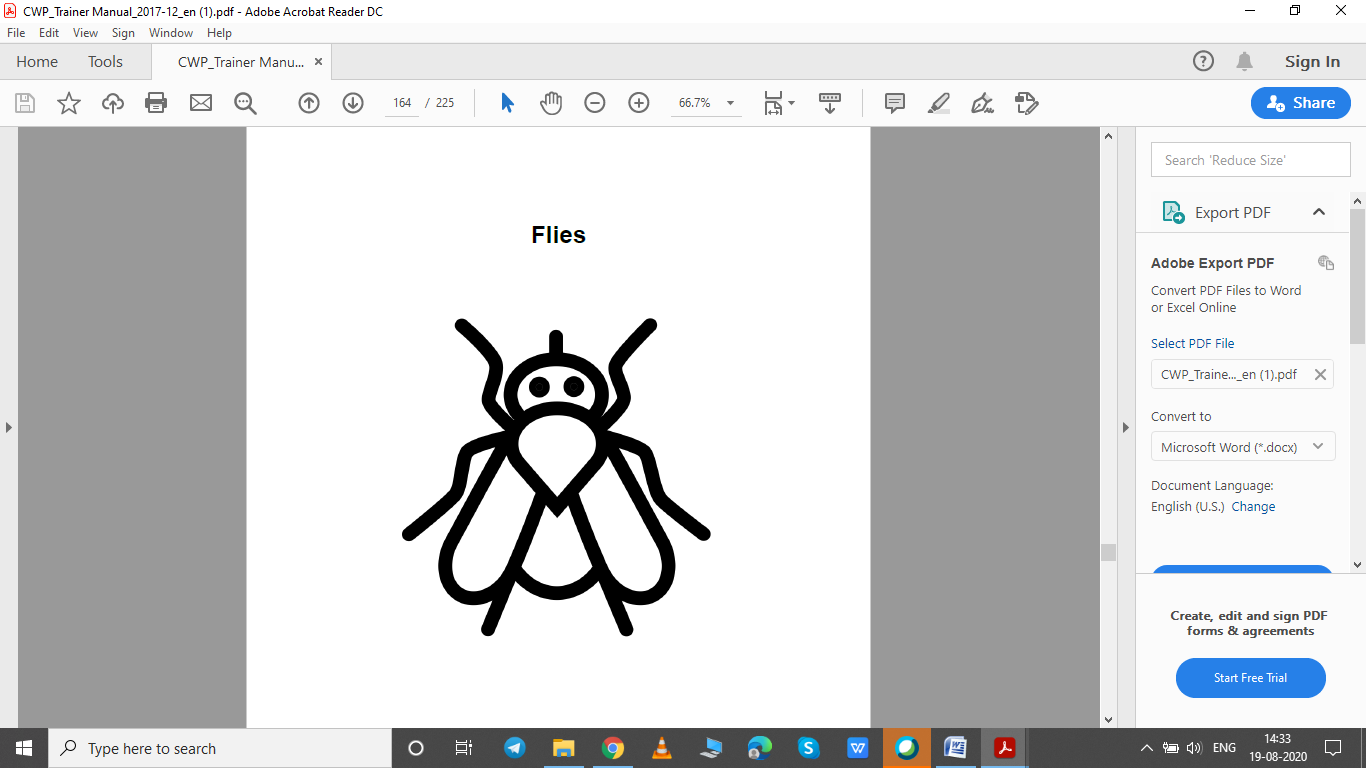 CWP_Trainer Manual_2017-12_en (1).pdf - Adobe Acrobat Reader DC
File Edit View Sign Window Help
Home Tools CWP_Trainer Manu... × Sign In
164 / 225 66.7% Share
Flies
Search 'Reduce Size'
Export PDF
Adobe Export PDF
Convert PDF Files to Word
or Excel Online
Select PDF File
CWP_Traine..._en (1).pdf
Convert to
Microsoft Word (*.docx)
Document Language:
English (U.S.) Change
Create, edit and sign PDF
forms & agreements
Start Free Trial
Type here to search
ENG
14:33
19-08-2020